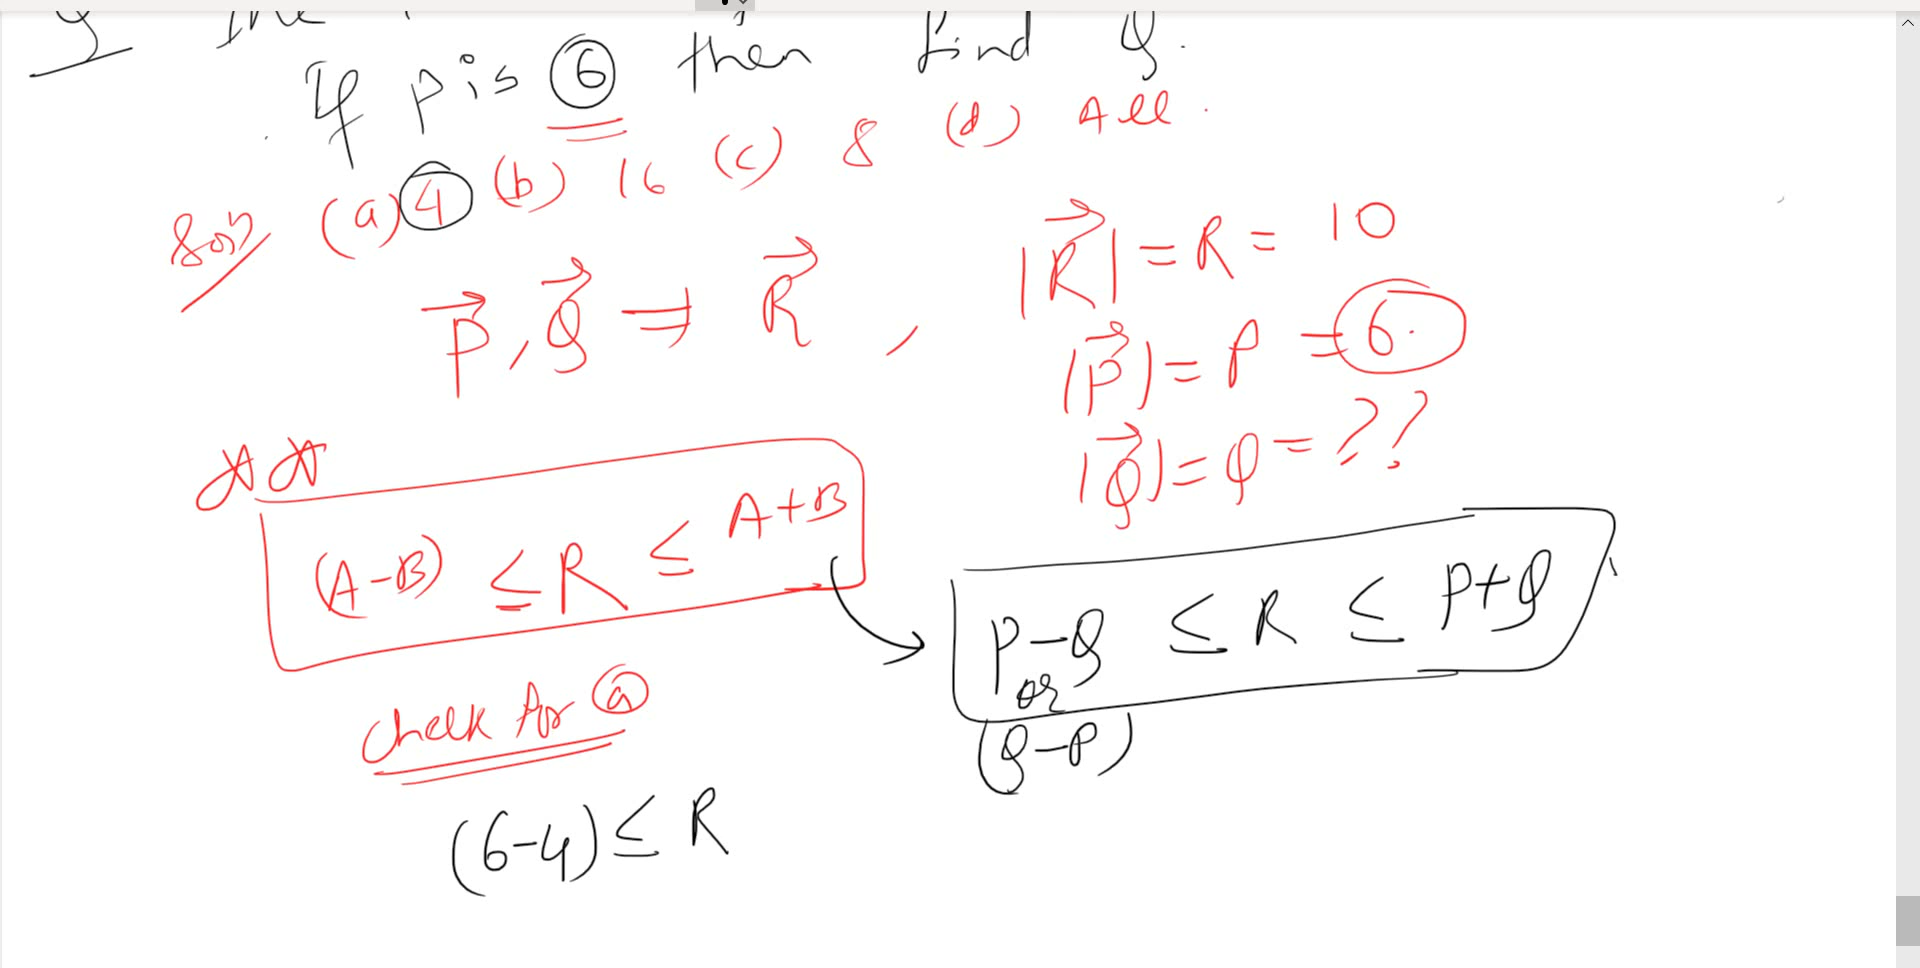 If P is 6 then find Q.
(a) 4 (b) 16 (c) 8 (d) All.
Sol^n
P⃗, Q⃗ ⇒ R⃗, |R⃗| = R = 10
|P⃗| = P = 6.
|Q⃗| = Q = ??
(A-B) ≤ R ≤ A+B
P-Q ≤ R ≤ P+Q
or
(Q-P)
Check for (a)
(6-4) ≤ R